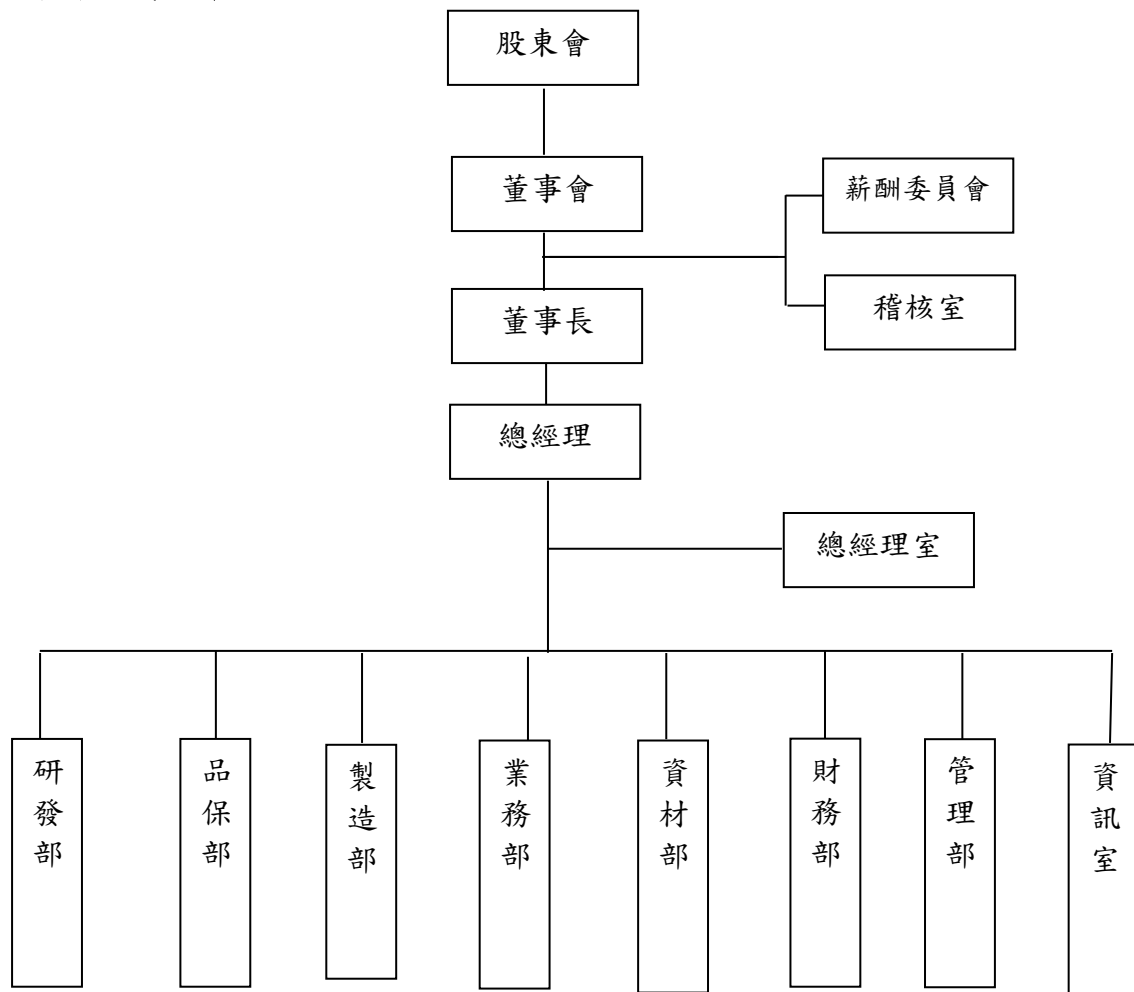 股東會
董事會
薪酬委員會
稽核室
董事長
總經理
總經理室
研發部
品保部
製造部
業務部
資材部
財務部
管理部
資訊室